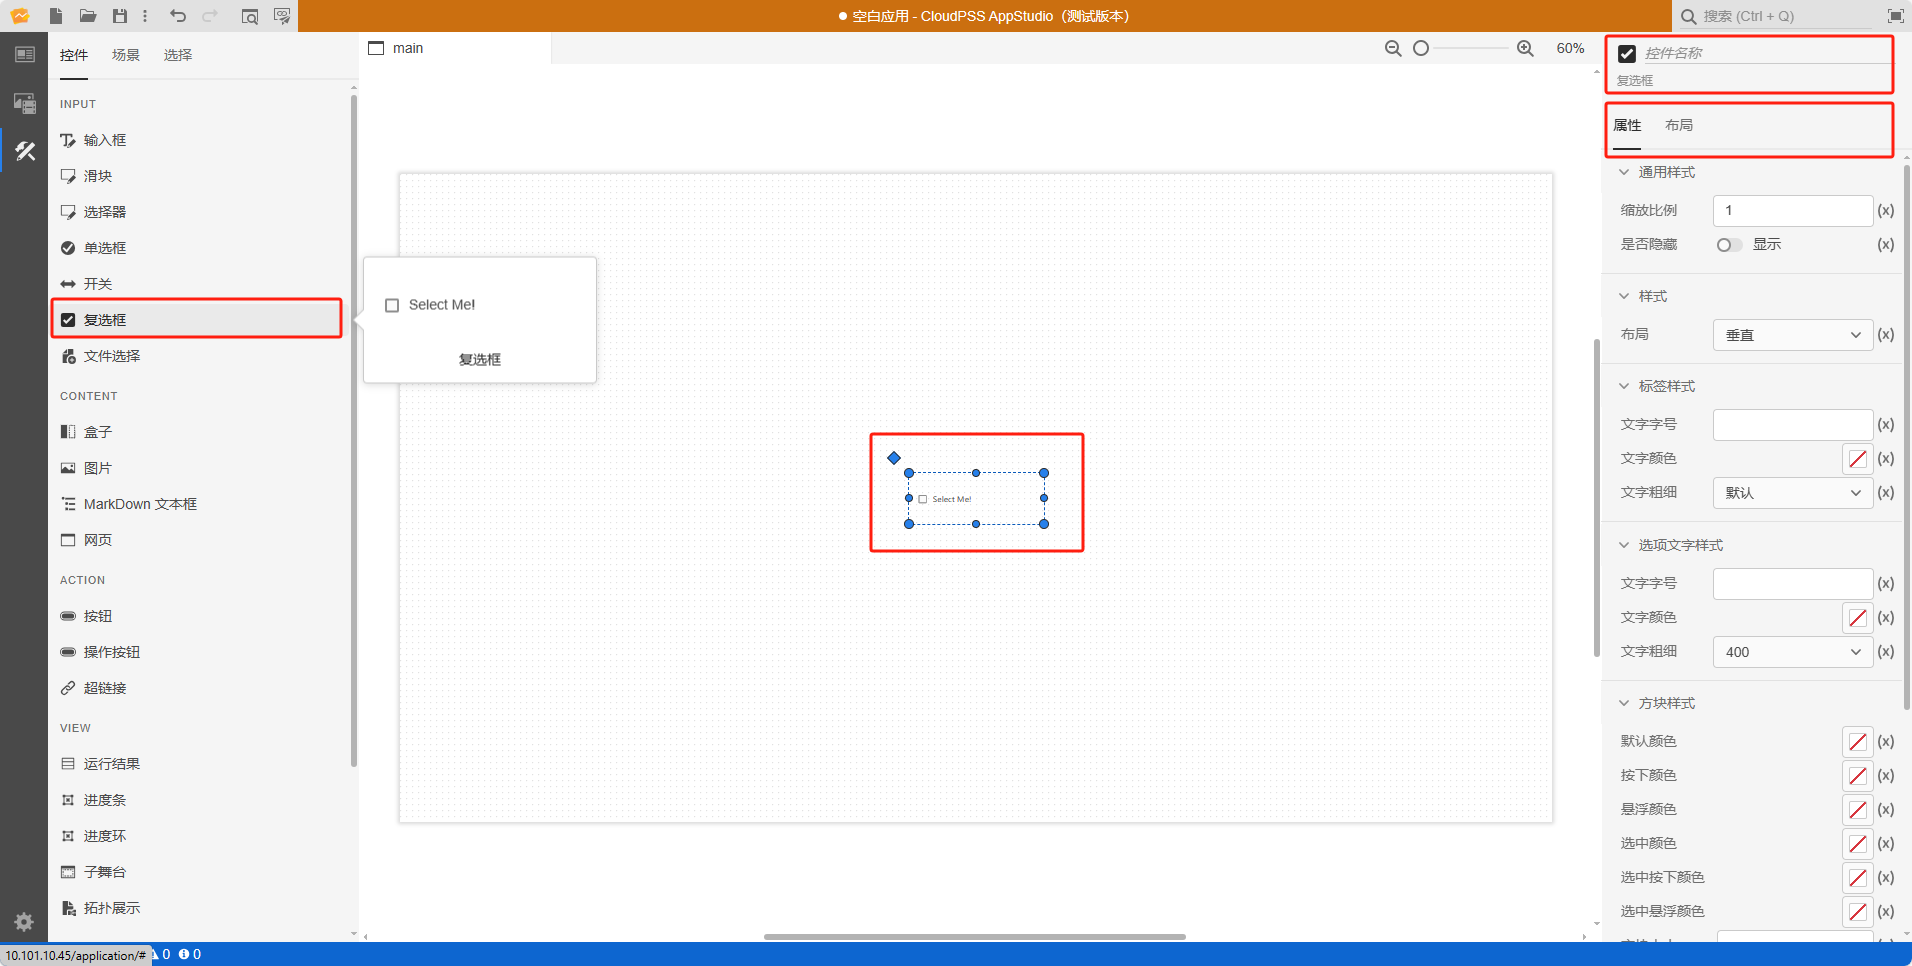 空白应用 - CloudPSS AppStudio（测试版本）
搜索 (Ctrl + Q)
控件
场景
选择
main
60%
INPUT
输入框
滑块
选择器
单选框
开关
复选框
文件选择
CONTENT
盒子
图片
MarkDown 文本框
网页
ACTION
按钮
操作按钮
超链接
VIEW
运行结果
进度条
进度环
子舞台
拓扑展示
Select Me!
复选框
Select Me!
控件名称
复选框
属性
布局
通用样式
缩放比例
1
(x)
是否隐藏
显示
(x)
样式
布局
垂直
(x)
标签样式
文字字号
(x)
文字颜色
(x)
文字粗细
默认
(x)
选项文字样式
文字字号
(x)
文字颜色
(x)
文字粗细
400
(x)
方块样式
默认颜色
(x)
按下颜色
(x)
悬浮颜色
(x)
选中颜色
(x)
选中按下颜色
(x)
选中悬浮颜色
(x)
10.101.10.45/application/#
0
0